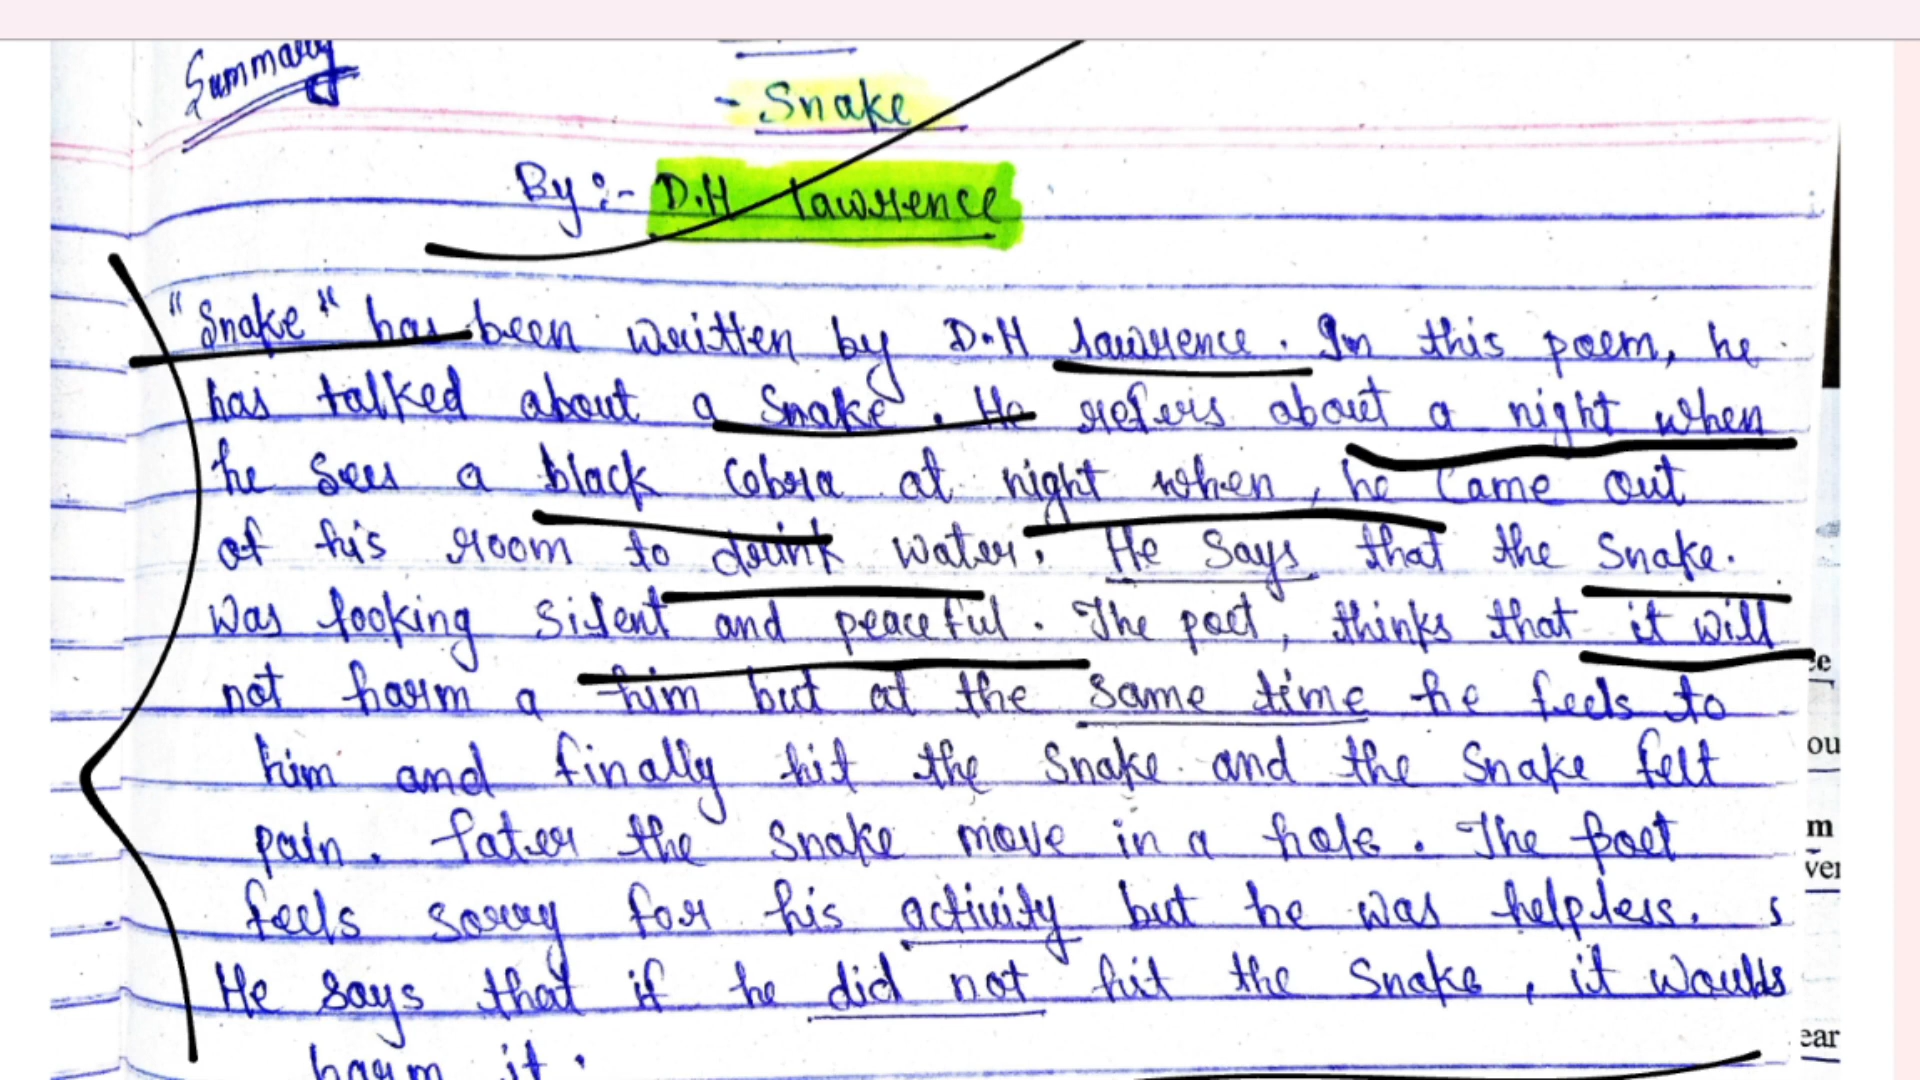 Summary
- Snake
By :- D.H lawrence
"Snake" has been written by D.H lawrence. In this poem, he
has talked about a Snake. He refers about a night when
he sees a black Cobra at night when, he came out
of his room to drink water. He says that the Snake.
was looking silent and peaceful. The poet, thinks that it will
not harm a him but at the same time he feels to
him and finally hit the Snake and the Snake felt
pain. later the Snake move in a hole. The poet
feels sorry for his activity but he was helpless. s
He says that if he did not hit the Snake, it woulds
harm it.
ou
m
ver
ear